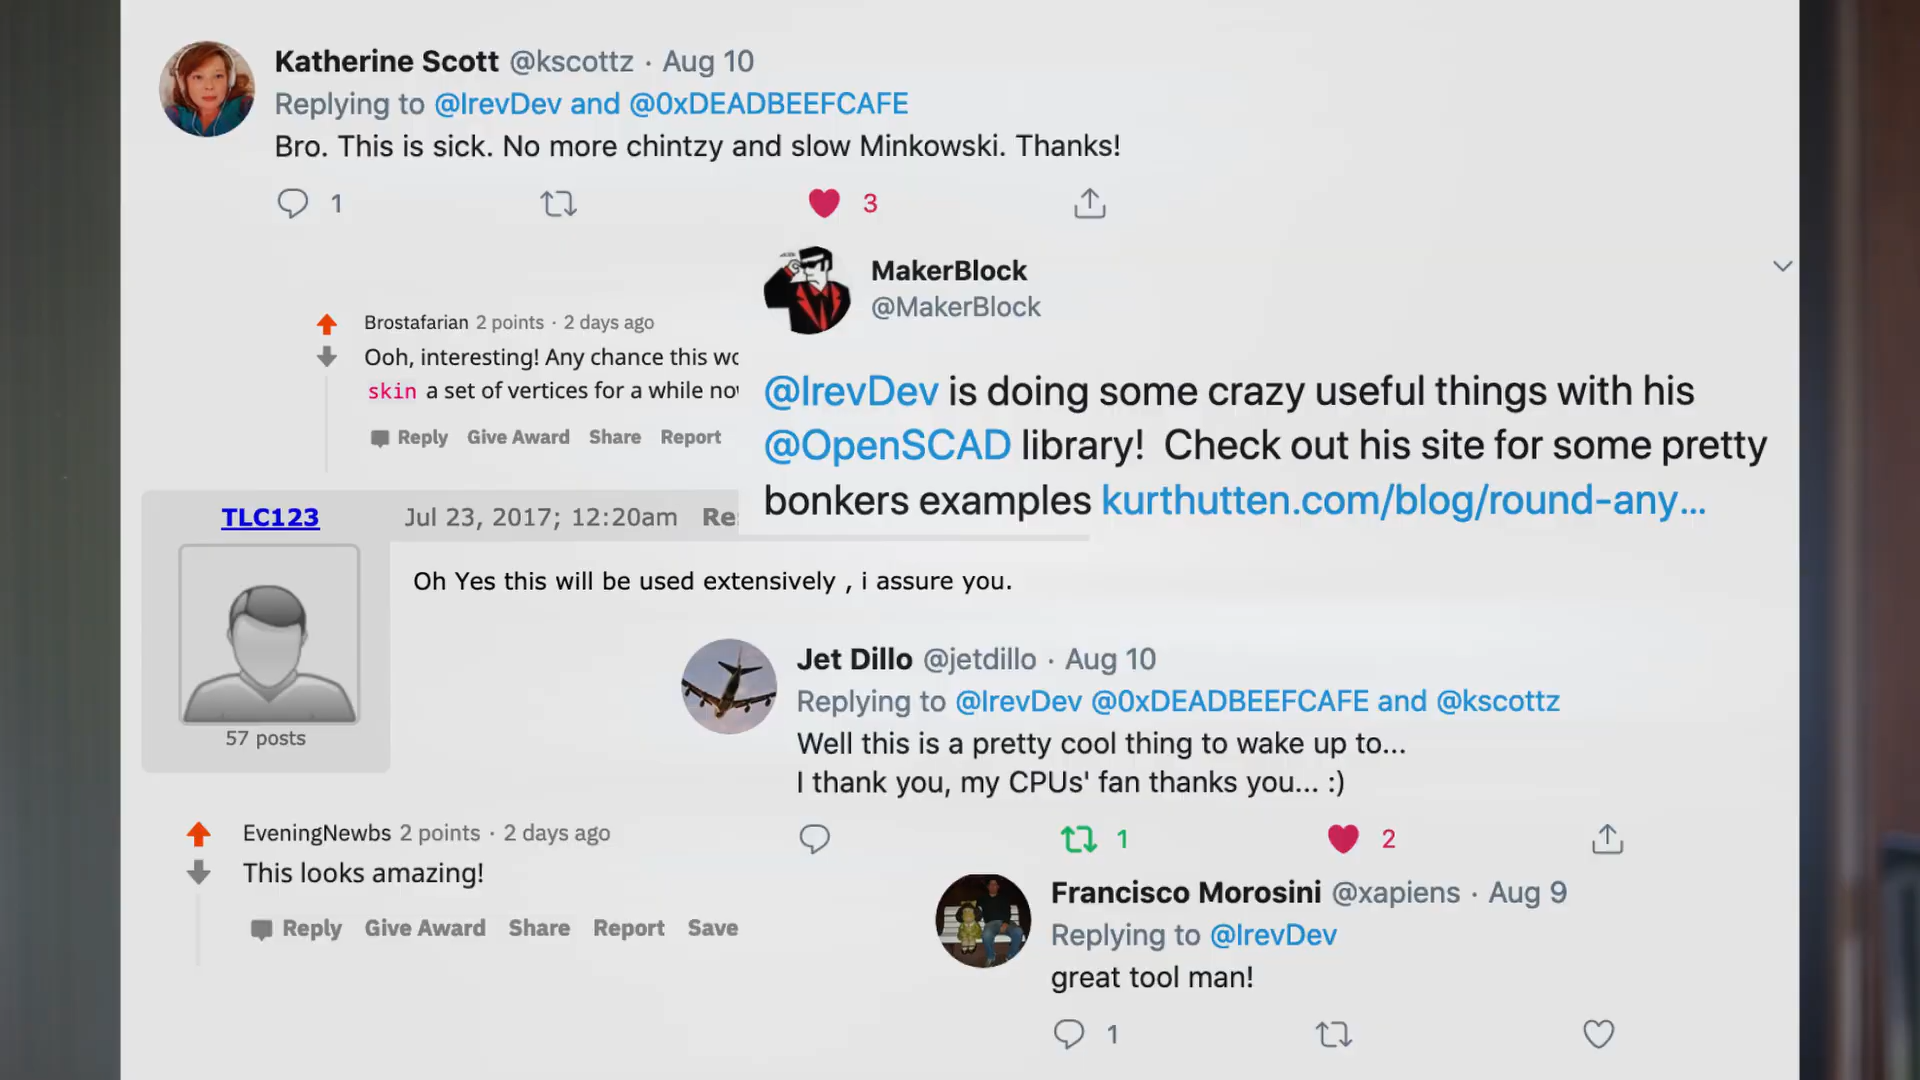 Katherine Scott @kscottz · Aug 10
Replying to @IrevDev and @0xDEADBEEFCAFE
Bro. This is sick. No more chintzy and slow Minkowski. Thanks!
1 3
MakerBlock
@MakerBlock
@IrevDev is doing some crazy useful things with his
@OpenSCAD library! Check out his site for some pretty
bonkers examples kurthutten.com/blog/round-any...
Brostafarian 2 points · 2 days ago
Ooh, interesting! Any chance this
skin a set of vertices for a while
Reply Give Award Share Report
TLC123 Jul 23, 2017; 12:20am
57 posts
Oh Yes this will be used extensively , i assure you.
Jet Dillo @jetdillo · Aug 10
Replying to @IrevDev @0xDEADBEEFCAFE and @kscottz
Well this is a pretty cool thing to wake up to...
I thank you, my CPUs' fan thanks you... :)
1 2
EveningNewbs 2 points · 2 days ago
This looks amazing!
Reply Give Award Share Report Save
Francisco Morosini @xapiens · Aug 9
Replying to @IrevDev
great tool man!
1